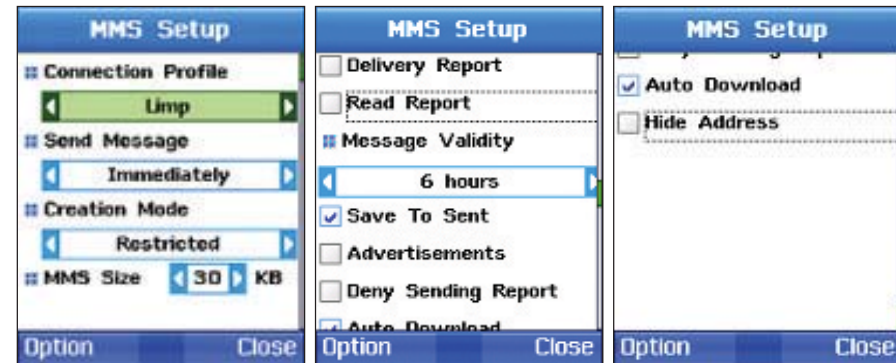 MMS Setup
Connection Profile
Limp
Send Message
Immediately
Creation Mode
Restricted
MMS Size 30 KB
Option Close
MMS Setup
Delivery Report
Read Report
Message Validity
6 hours
Save To Sent
Advertisements
Deny Sending Report
Auto Download
Option Close
MMS Setup
Auto Download
Hide Address
Option Close